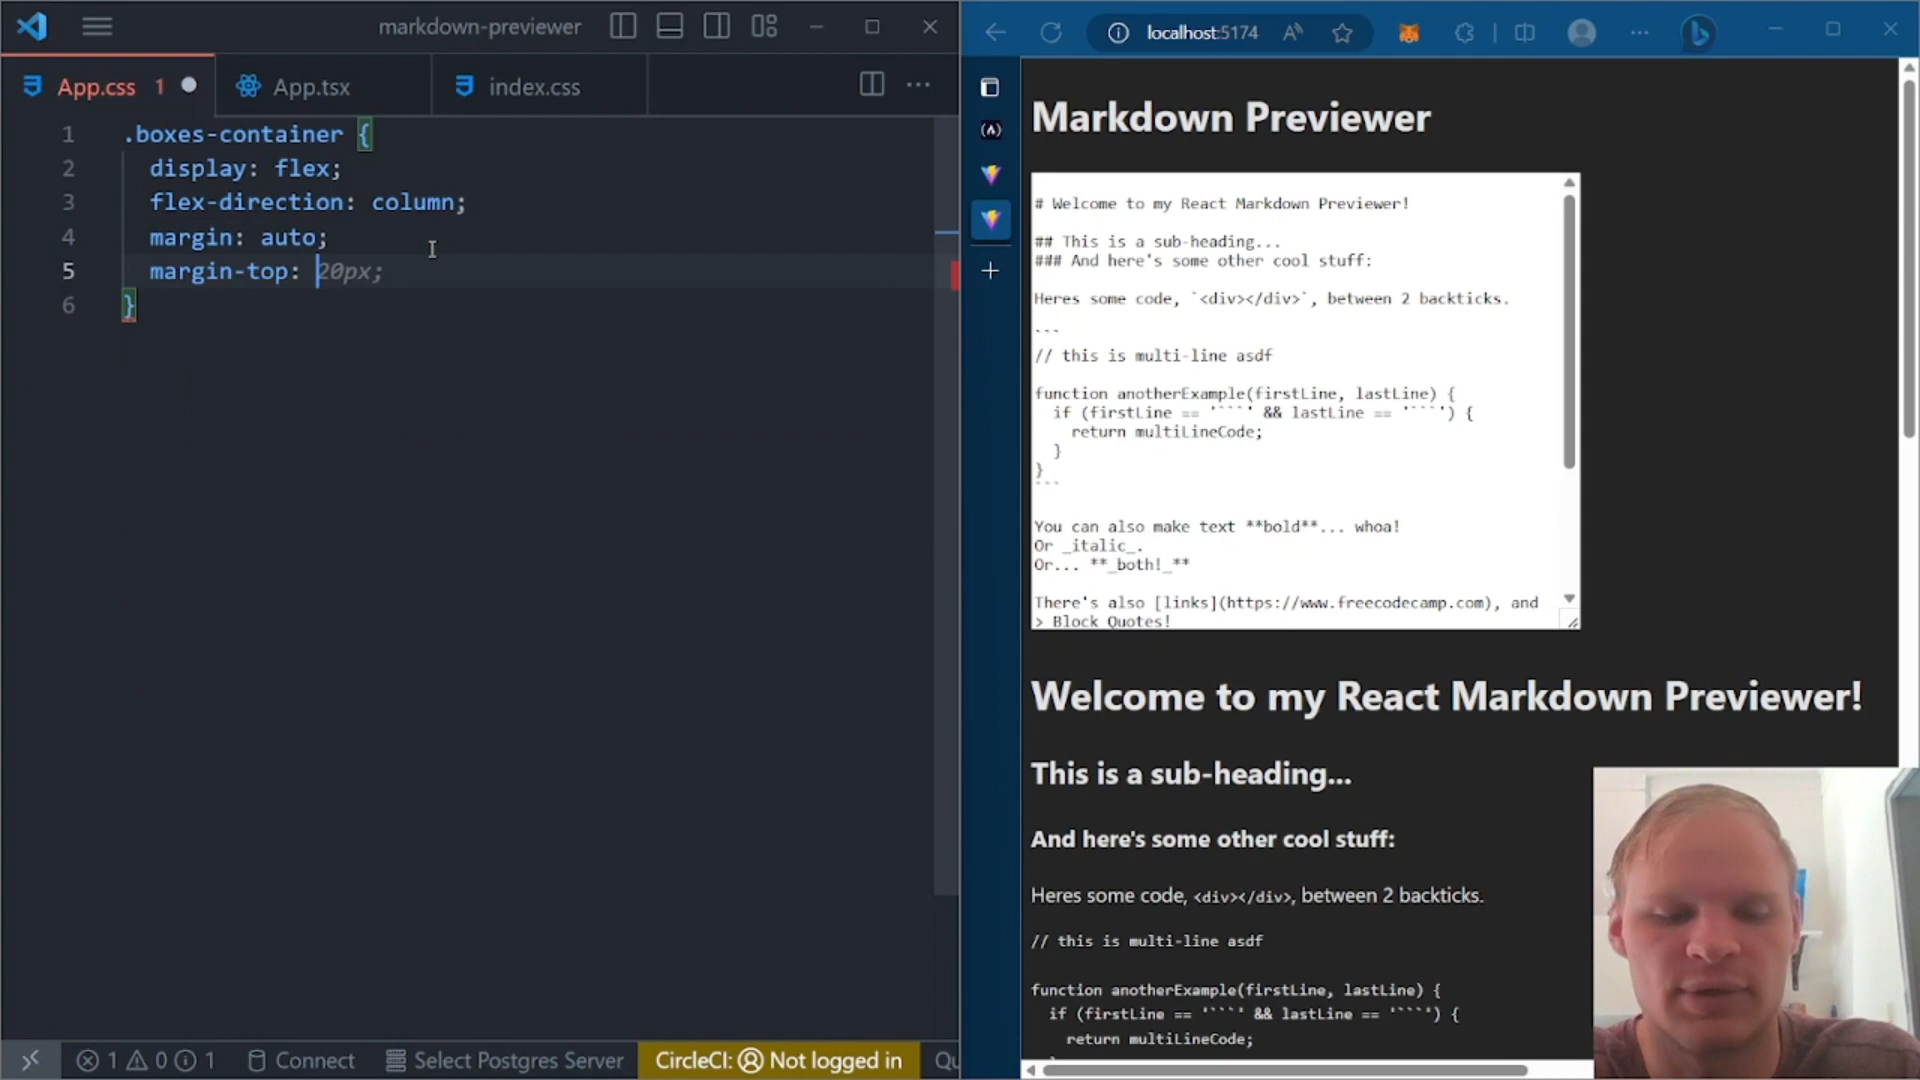 markdown-previewer
App.css 1
App.tsx
index.css
1 .boxes-container {
2 display: flex;
3 flex-direction: column;
4 margin: auto;
5 margin-top: 20px;
6 }
1 0 1
Connect
Select Postgres Server
CircleCI: Not logged in
Qu
localhost:5174
Markdown Previewer
# Welcome to my React Markdown Previewer!
## This is a sub-heading...
### And here's some other cool stuff:
Heres some code, `<div></div>`, between 2 backticks.
```
// this is multi-line asdf
function anotherExample(firstLine, lastLine) {
if (firstLine == '```' && lastLine == '```') {
return multiLineCode;
}
}
```
You can also make text **bold**... whoa!
Or _italic_.
Or... **_both!_**
There's also [links](https://www.freecodecamp.com), and
> Block Quotes!
Welcome to my React Markdown Previewer!
This is a sub-heading...
And here's some other cool stuff:
Heres some code, <div></div>, between 2 backticks.
// this is multi-line asdf
function anotherExample(firstLine, lastLine) {
if (firstLine == '```' && lastLine == '```') {
return multiLineCode;